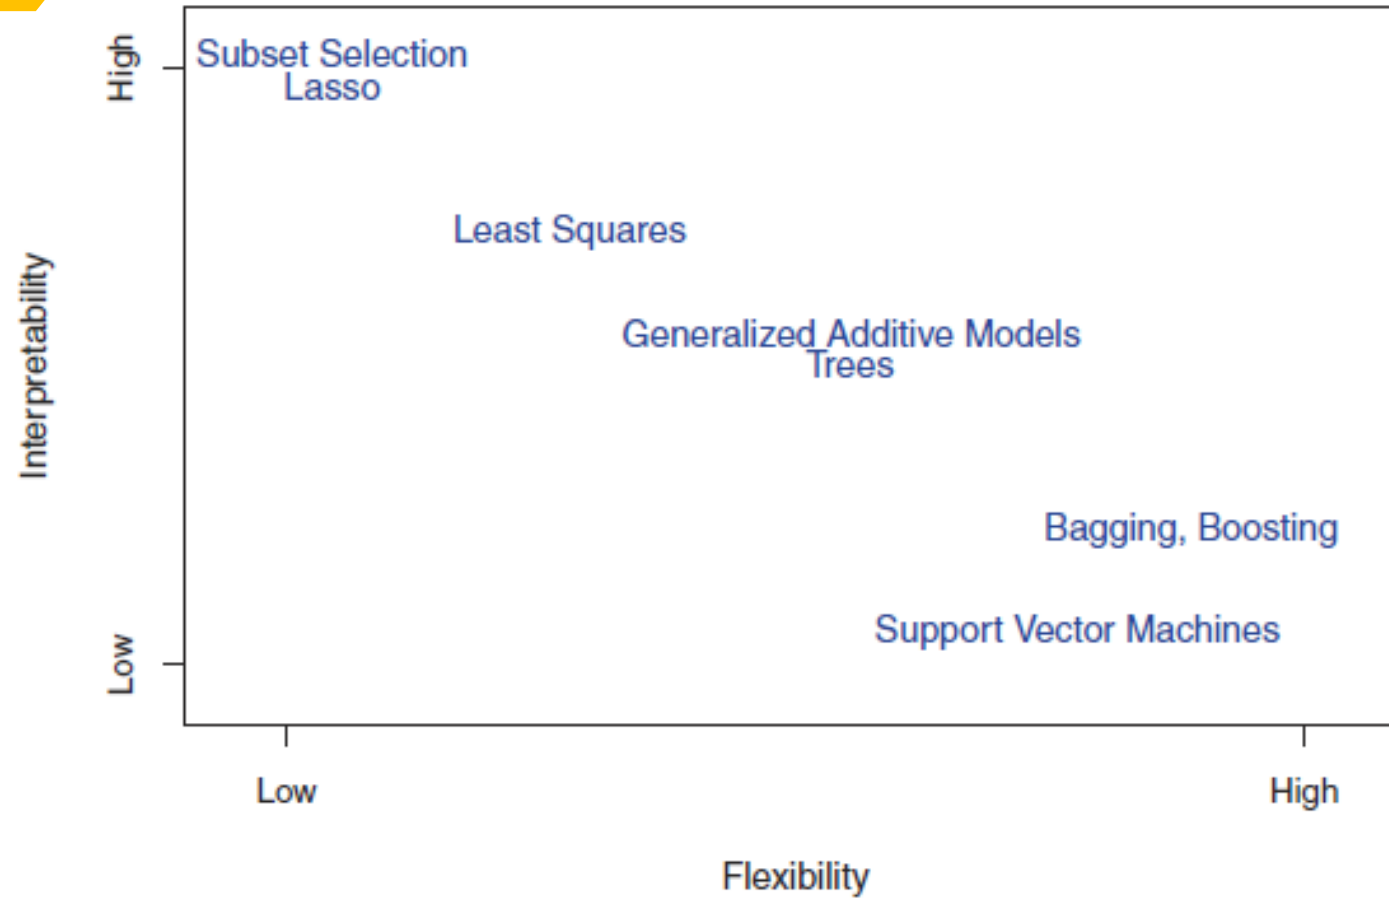 High
Subset Selection
Lasso
Least Squares
Interpretability
Generalized Additive Models
Trees
Bagging, Boosting
Support Vector Machines
Low
Low
High
Flexibility